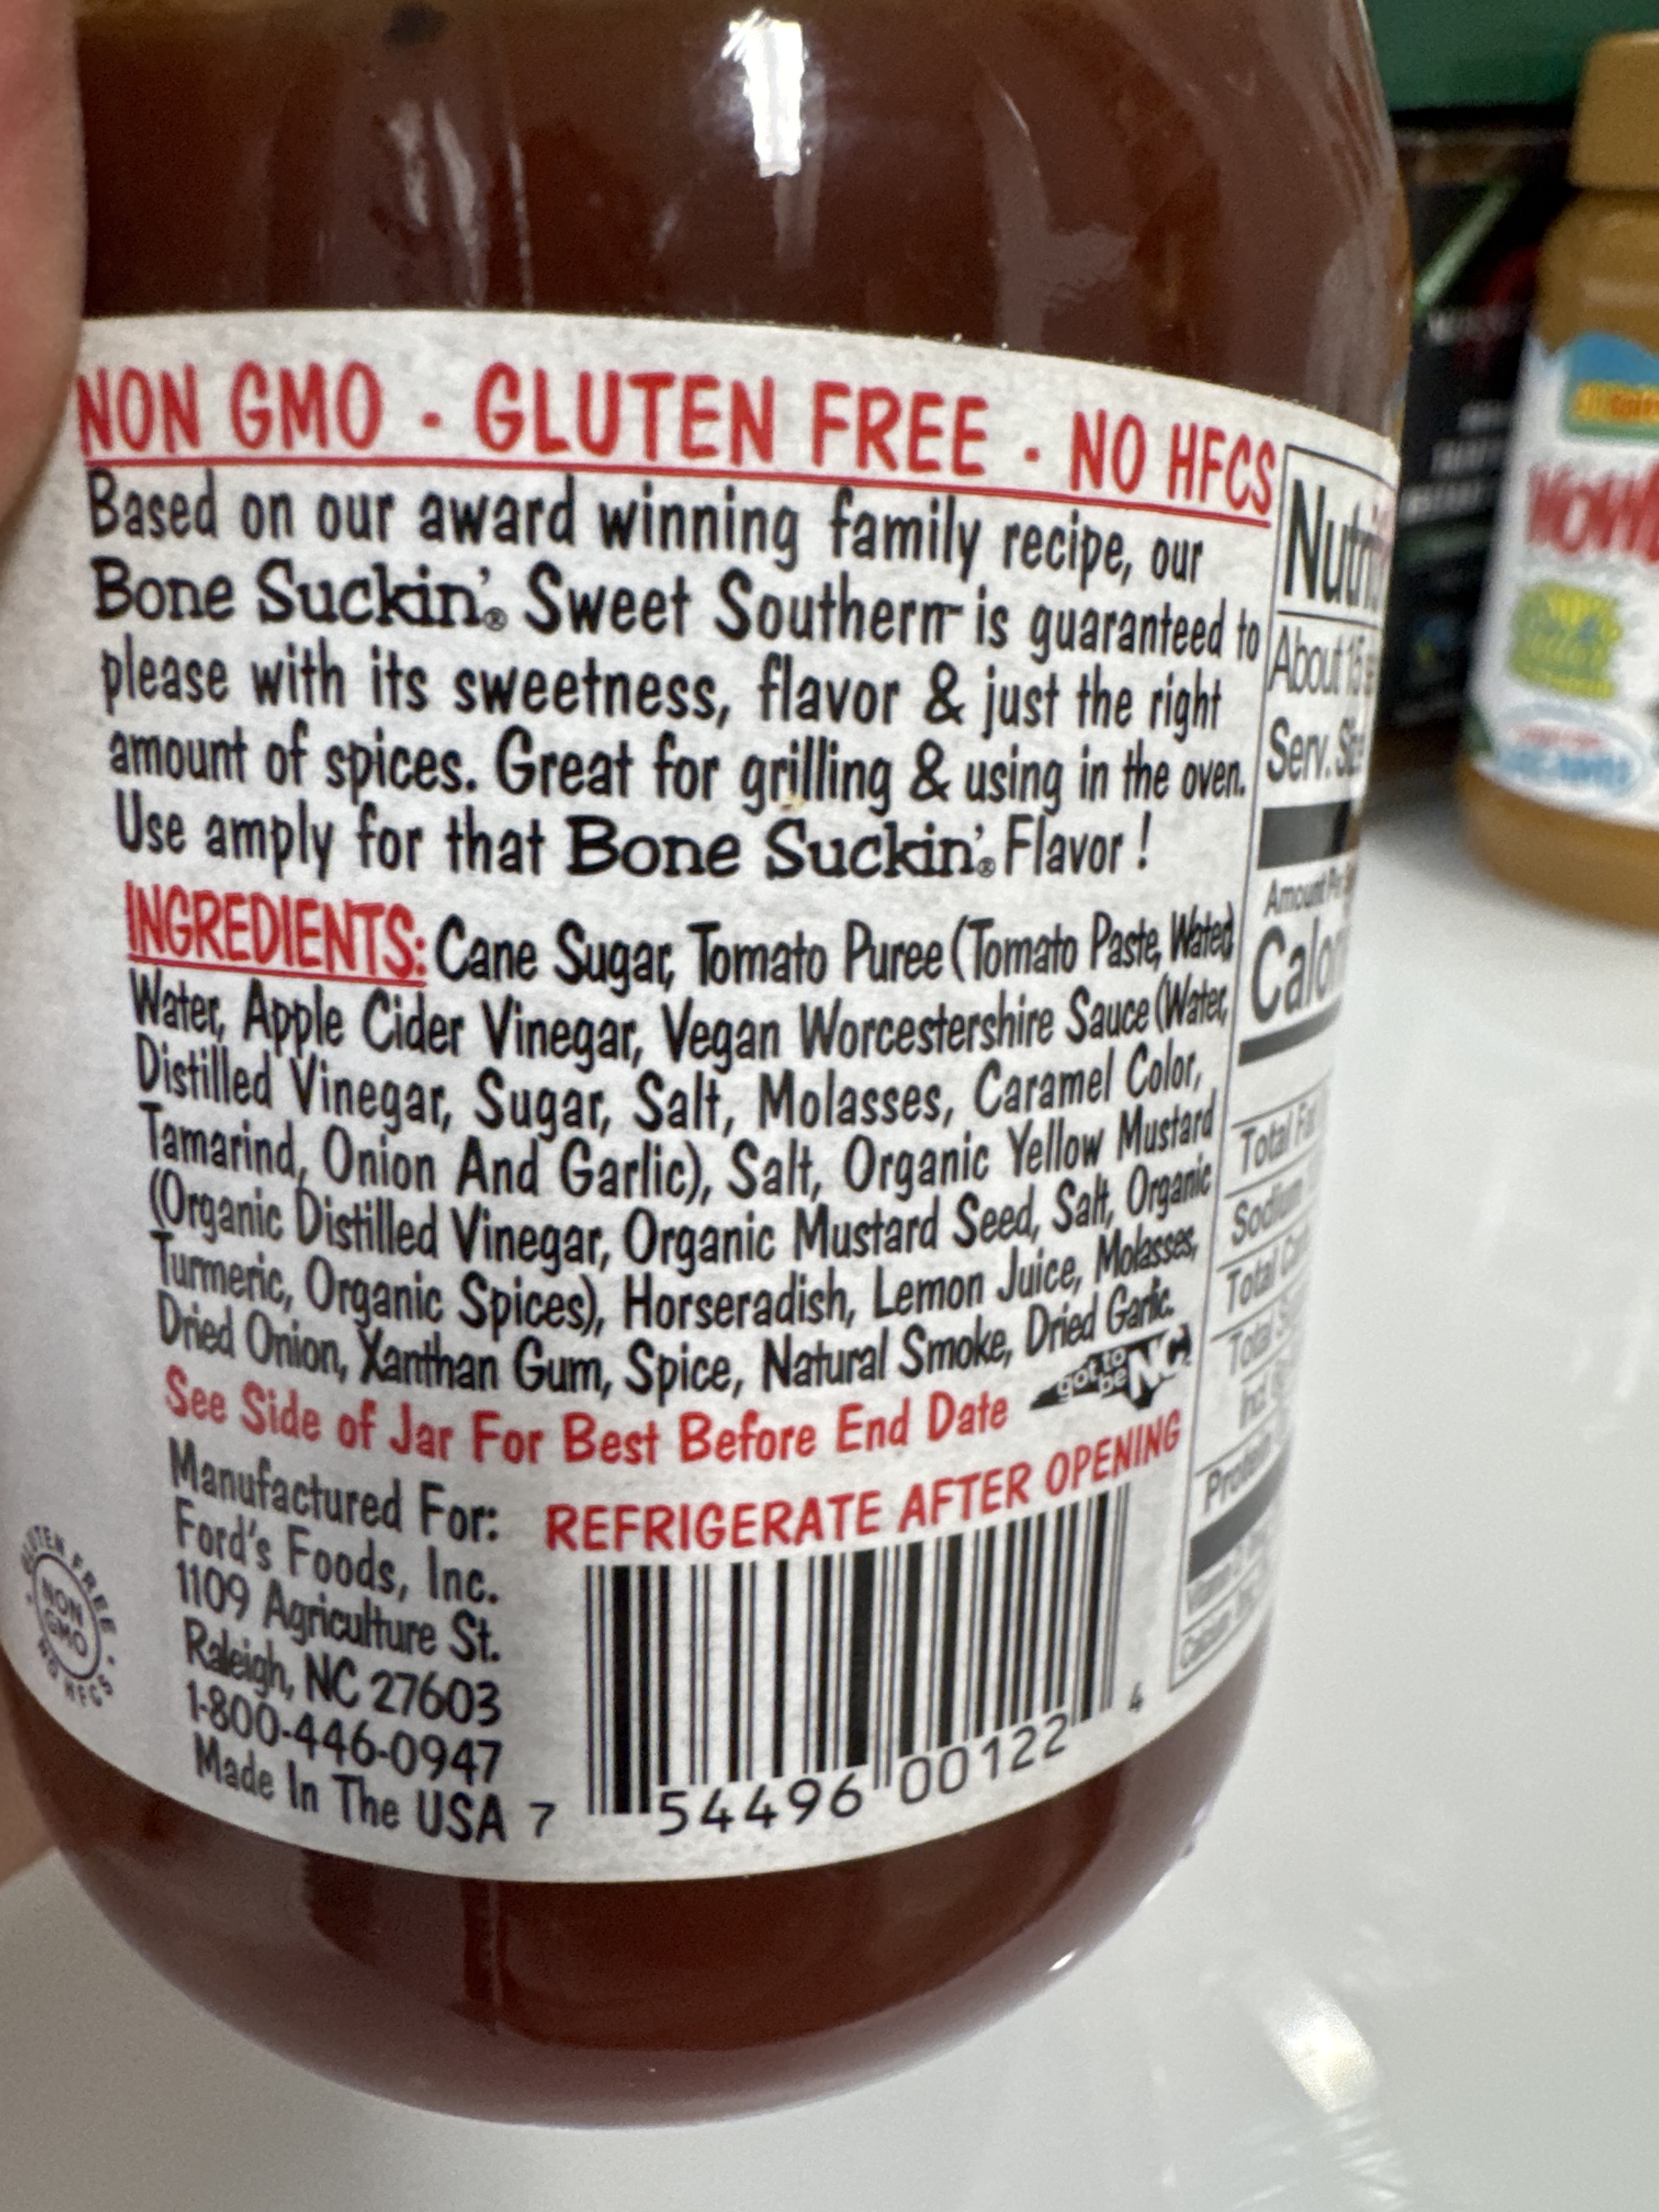 NON GMO - GLUTEN FREE - NO HFCS
Based on our award winning family recipe, our
Bone Suckin'.® Sweet Southern™ is guaranteed to
please with its sweetness, flavor & just the right
amount of spices. Great for grilling & using in the oven.
Use amply for that Bone Suckin'.® Flavor !
INGREDIENTS: Cane Sugar, Tomato Puree (Tomato Paste, Water)
Water, Apple Cider Vinegar, Vegan Worcestershire Sauce (Water,
Distilled Vinegar, Sugar, Salt, Molasses, Caramel Color,
Tamarind, Onion And Garlic), Salt, Organic Yellow Mustard
(Organic Distilled Vinegar, Organic Mustard Seed, Salt, Organic
Turmeric, Organic Spices), Horseradish, Lemon Juice, Molasses,
Dried Onion, Xanthan Gum, Spice, Natural Smoke, Dried Garlic.
got to be NC
See Side of Jar For Best Before End Date
REFRIGERATE AFTER OPENING
Manufactured For:
Ford's Foods, Inc.
1109 Agriculture St.
Raleigh, NC 27603
1-800-446-0947
Made In The USA
7 54496 00122 4
GLUTEN FREE • NO HFCS •
NON
GMO
About 15
Serv. Size
Amount
Total Fat
Sodium
Total
Total
Incl.
Protein